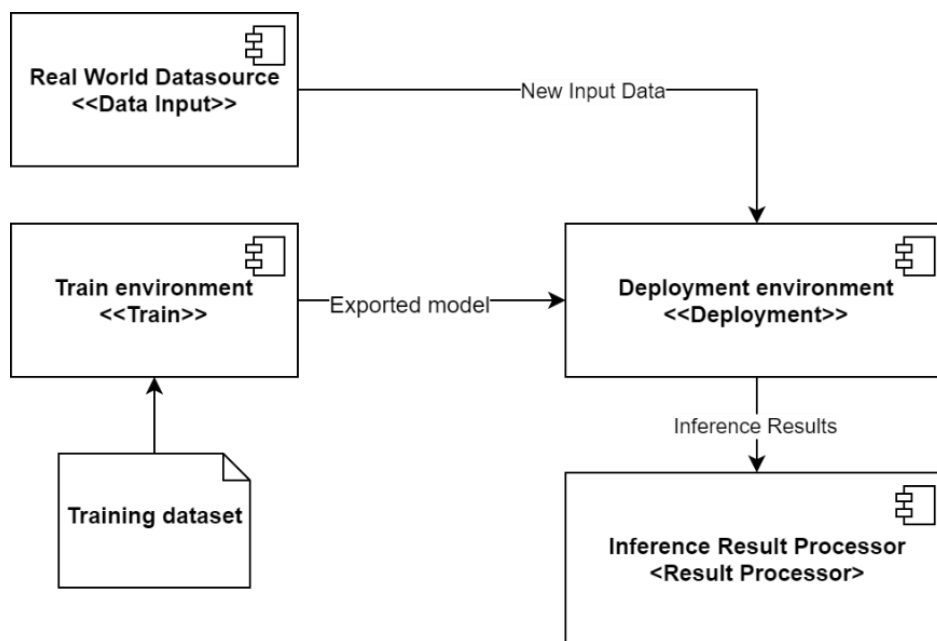 Real World Datasource
<<Data Input>>
New Input Data
Train environment
<<Train>>
Exported model
Deployment environment
<<Deployment>>
Inference Results
Training dataset
Inference Result Processor
<Result Processor>